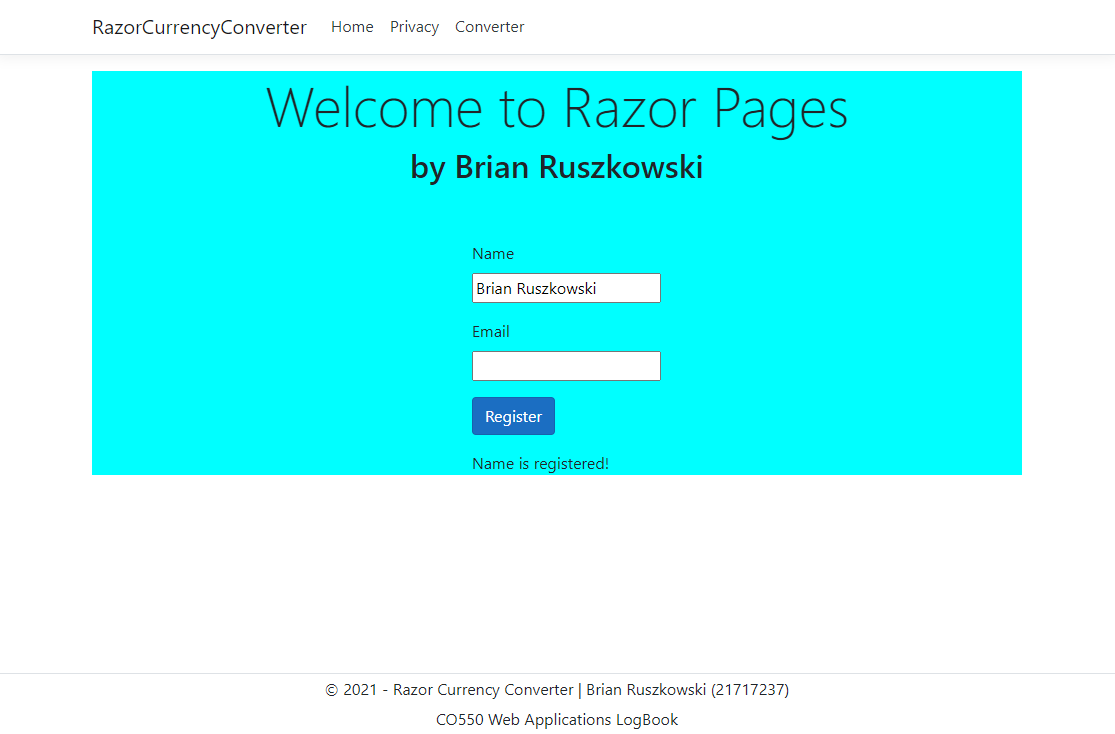 RazorCurrencyConverter Home Privacy Converter
Welcome to Razor Pages
by Brian Ruszkowski
Name
Brian Ruszkowski
Email
Register
Name is registered!
© 2021 - Razor Currency Converter | Brian Ruszkowski (21717237)
CO550 Web Applications LogBook